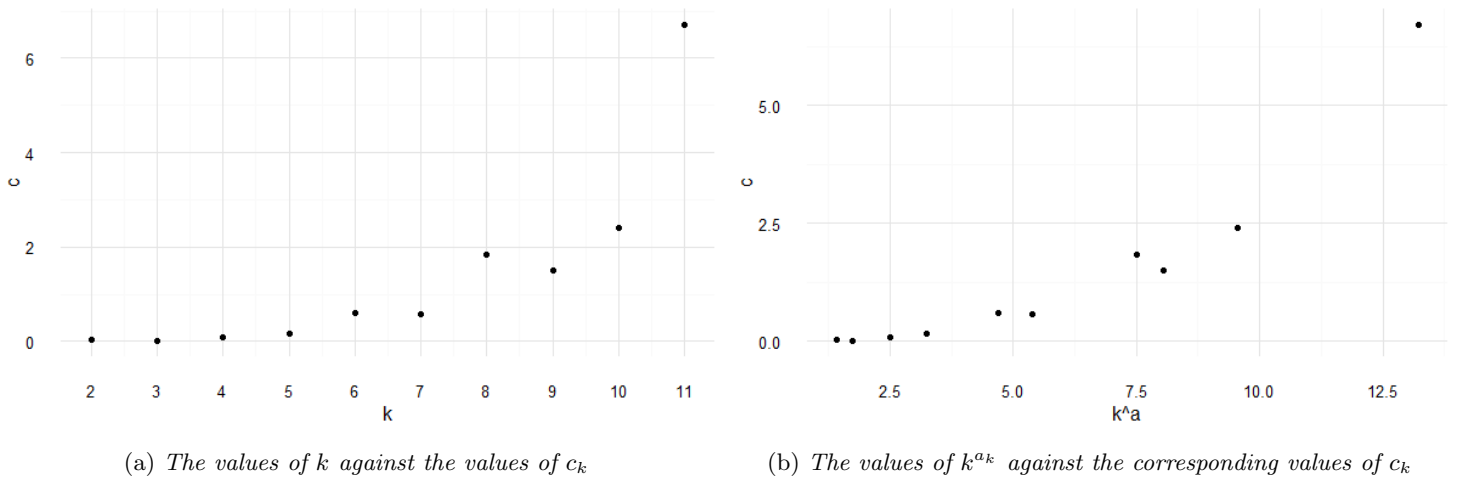 6
4
2
0
c
2 3 4 5 6 7 8 9 10 11
k
(a) The values of k against the values of c_k
5.0
2.5
0.0
c
2.5 5.0 7.5 10.0 12.5
k^a
(b) The values of k^{a_k} against the corresponding values of c_k